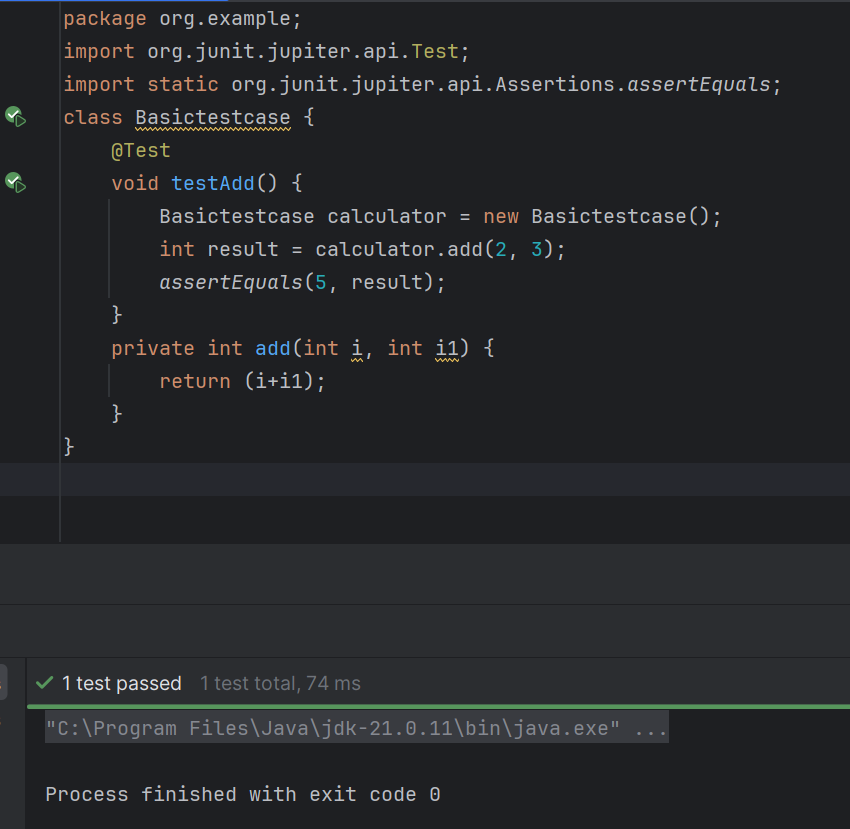 package org.example;
import org.junit.jupiter.api.Test;
import static org.junit.jupiter.api.Assertions.assertEquals;
class Basictestcase {
    @Test
    void testAdd() {
        Basictestcase calculator = new Basictestcase();
        int result = calculator.add(2, 3);
        assertEquals(5, result);
    }
    private int add(int i, int i1) {
        return (i+i1);
    }
}
1 test passed 1 test total, 74 ms
"C:\Program Files\Java\jdk-21.0.11\bin\java.exe" ...
Process finished with exit code 0